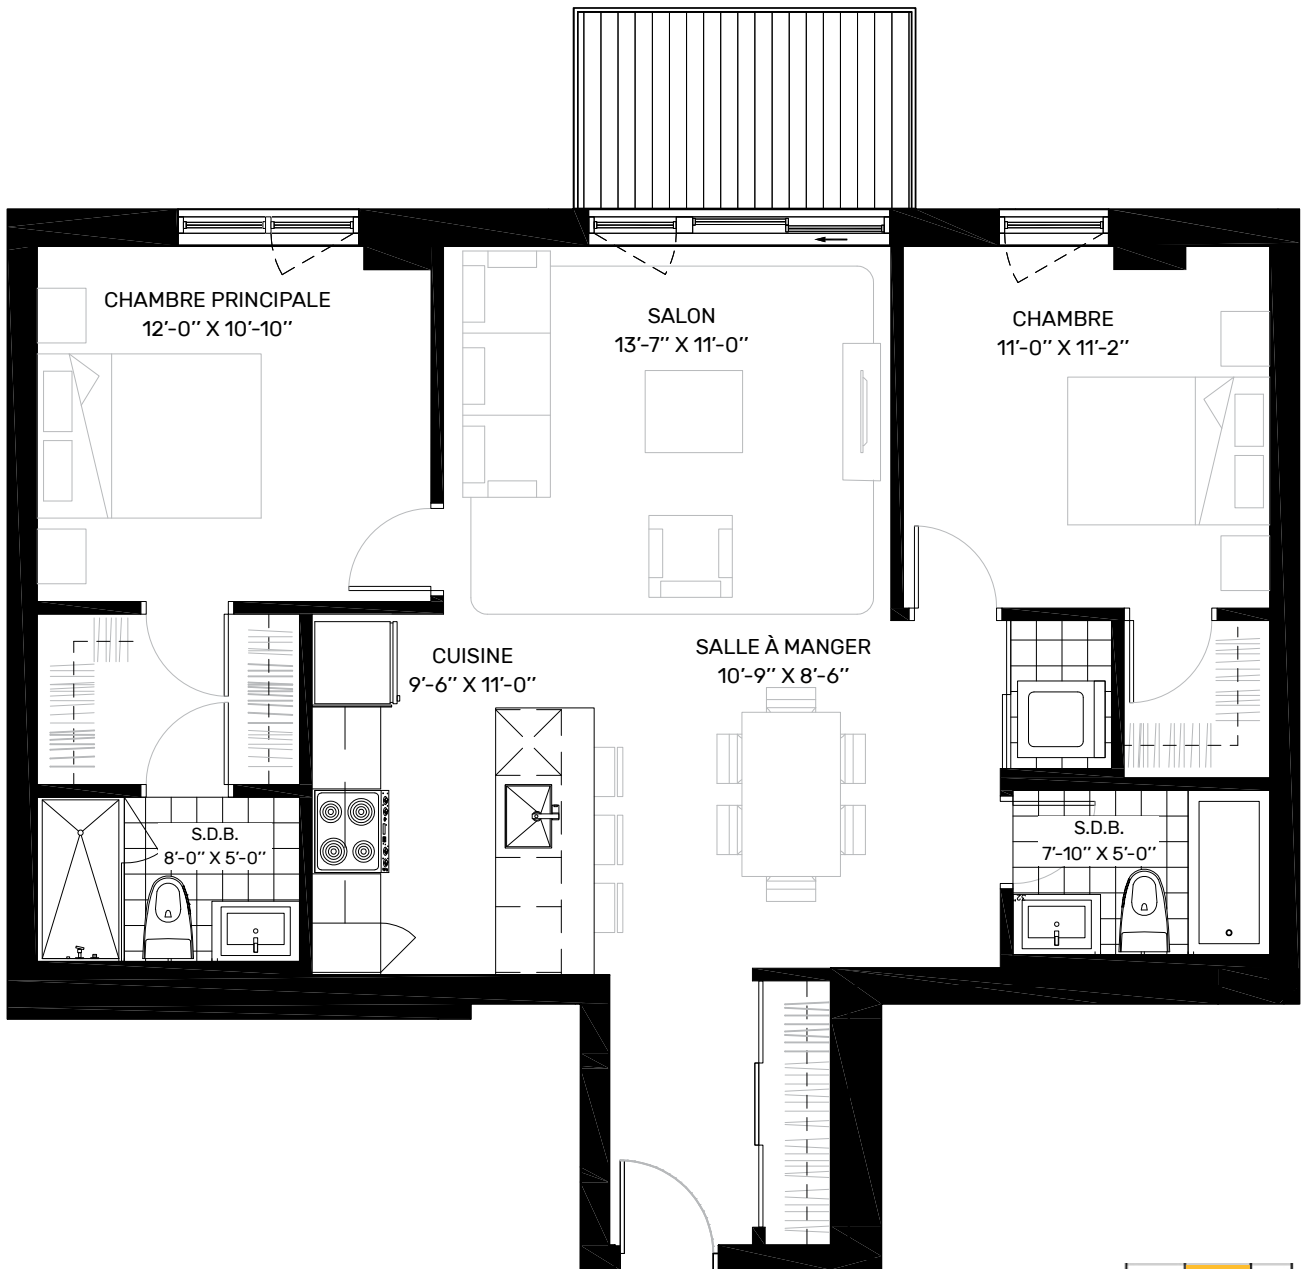 CHAMBRE PRINCIPALE
12’-0’’ X 10’-10’’
SALON
13’-7’’ X 11’-0’’
CHAMBRE
11’-0’’ X 11’-2’’
CUISINE
9’-6’’ X 11’-0’’
SALLE À MANGER
10’-9’’ X 8’-6’’
S.D.B.
8’-0’’ X 5’-0’’
S.D.B.
7’-10’’ X 5’-0’’